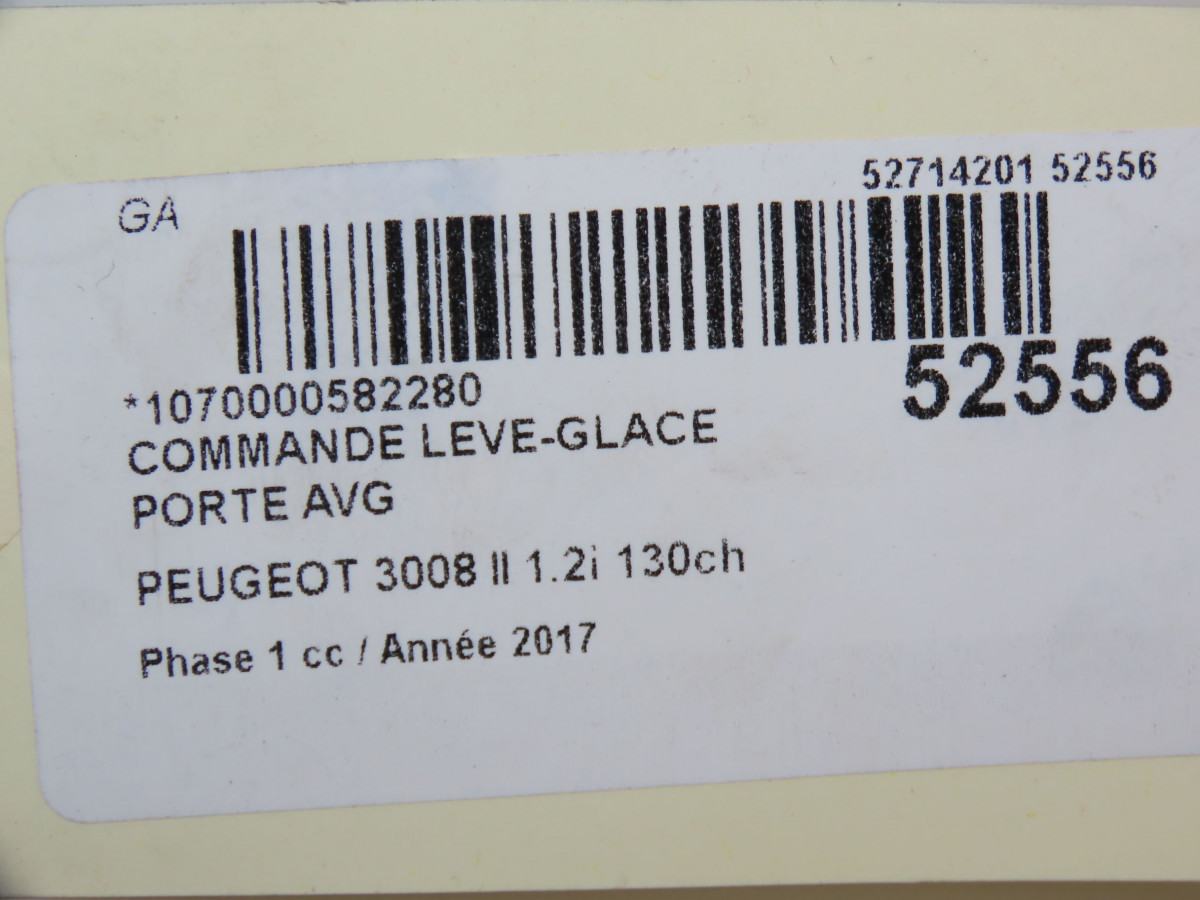 52714201 52556
GA
52556
*1070000582280
COMMANDE LEVE-GLACE
PORTE AVG
PEUGEOT 3008 II 1.2i 130ch
Phase 1 cc / Année 2017